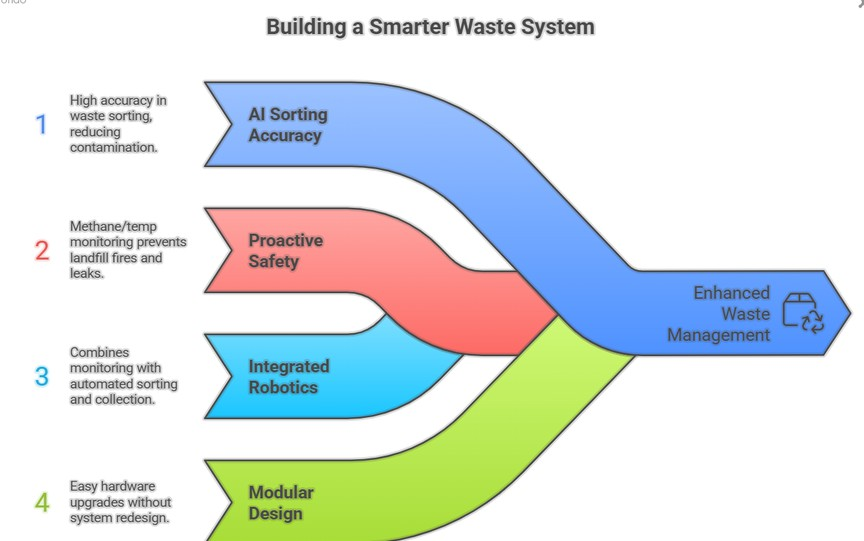 Building a Smarter Waste System
1
High accuracy in
waste sorting,
reducing
contamination.
AI Sorting
Accuracy
2
Methane/temp
monitoring prevents
landfill fires and
leaks.
Proactive
Safety
Enhanced
Waste
Management
3
Combines
monitoring with
automated sorting
and collection.
Integrated
Robotics
4
Easy hardware
upgrades without
system redesign.
Modular
Design